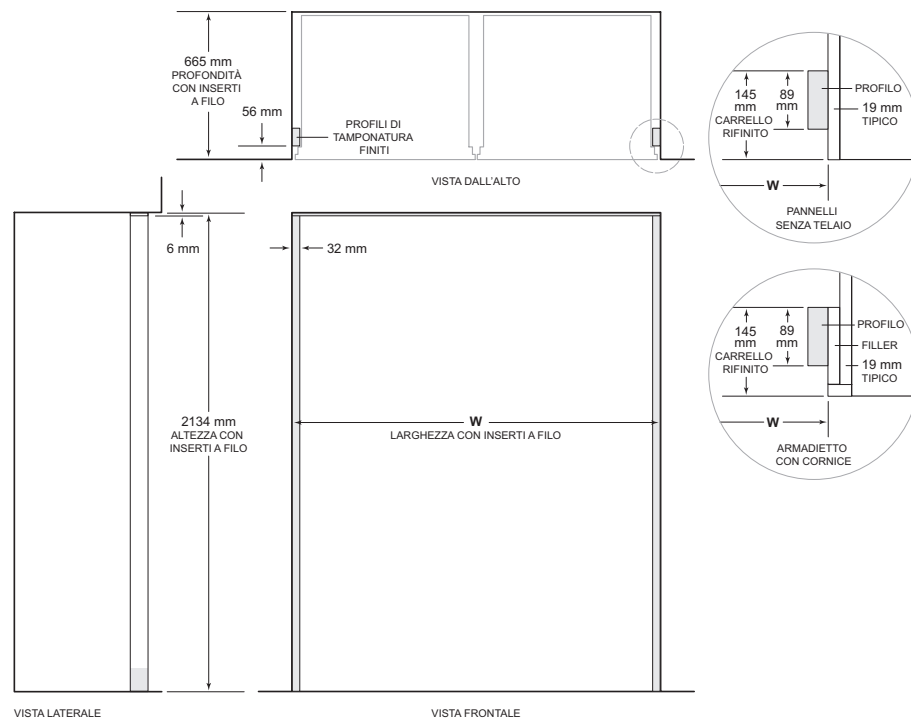 665 mm
PROFONDITÀ
CON INSERTI
A FILO
56 mm
PROFILI DI
TAMPONATURA
FINITI
VISTA DALL'ALTO
145
mm
CARRELLO
RIFINITO
89
mm
PROFILO
19 mm
TIPICO
W
PANNELLI
SENZA TELAIO
6 mm
32 mm
2134 mm
ALTEZZA CON
INSERTI A FILO
W
LARGHEZZA CON INSERTI A FILO
145
mm
CARRELLO
RIFINITO
89
mm
PROFILO
FILLER
19 mm
TIPICO
W
ARMADIETTO
CON CORNICE
VISTA LATERALE
VISTA FRONTALE